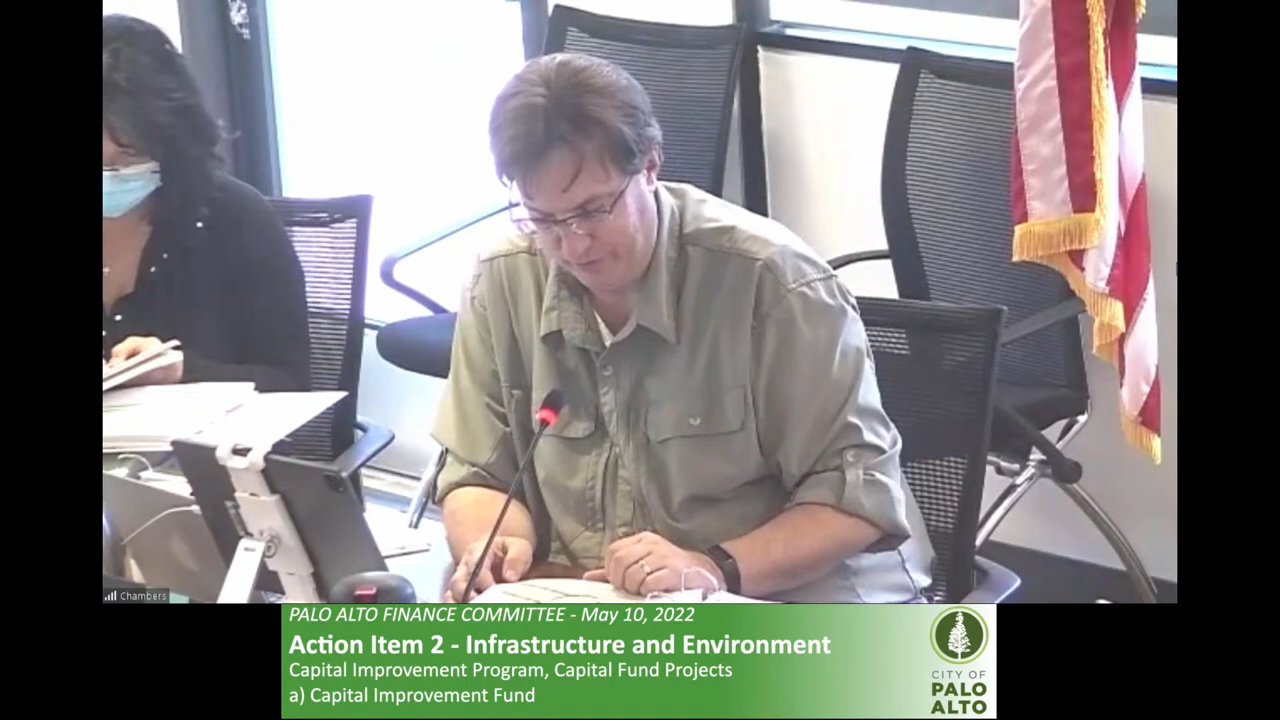 Chambers
PALO ALTO FINANCE COMMITTEE - May 10, 2022
Action Item 2 - Infrastructure and Environment
Capital Improvement Program, Capital Fund Projects
a) Capital Improvement Fund
CITY OF
PALO
ALTO